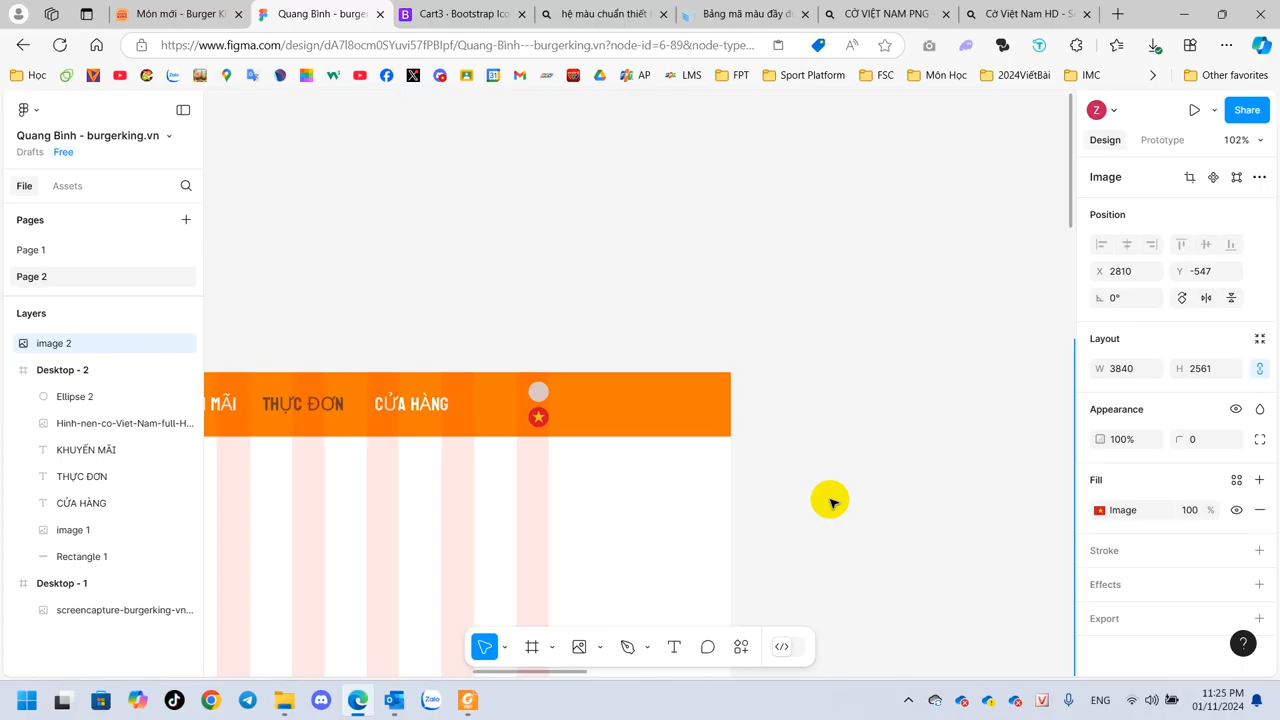 Món mới - Burger K
Quang Bình - burge
Cart3 · Bootstrap Ico
hệ màu chuẩn thiết
Bảng mã màu đầy đ
CỜ VIỆT NAM PNG
Cờ Việt Nam HD - S
https://www.figma.com/design/dA7l8ocm0SYuvi57fPBIpf/Quang-Bình---burgerking.vn?node-id=6-89&node-type...
Học
AP
LMS
FPT
Sport Platform
FSC
Môn Học
2024ViếtBài
IMC
Other favorites
Quang Bình - burgerking.vn
Drafts
Free
File
Assets
Pages
Page 1
Page 2
Layers
image 2
Desktop - 2
Ellipse 2
Hinh-nen-co-Viet-Nam-full-H...
KHUYẾN MÃI
THỰC ĐƠN
CỬA HÀNG
image 1
Rectangle 1
Desktop - 1
screencapture-burgerking-vn...
MÃI
THỰC ĐƠN
CỬA HÀNG
Z
Share
Design
Prototype
102%
Image
Position
X 2810
Y -547
0°
Layout
W 3840
H 2561
Appearance
100%
0
Fill
Image
100 %
Stroke
Effects
Export
?
Zalo
ENG
11:25 PM
01/11/2024